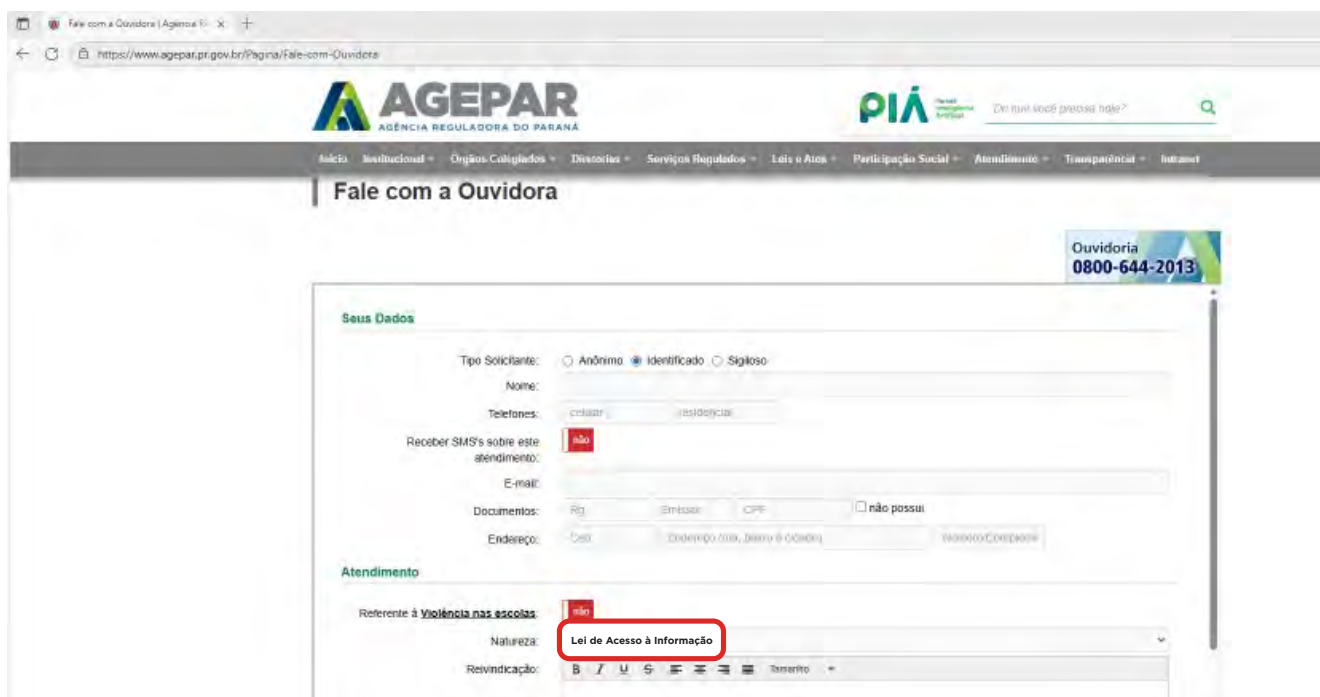 Fale com a Ouvidora | Agência
https://www.agepar.pr.gov.br/Pagina/Fale-com-Ouvidora
AGEPAR
AGÊNCIA REGULADORA DO PARANÁ
PIÁ
De que você precisa hoje?
Início Institucional Órgãos Colegiados Diretorias Serviços Regulados Leis e Atos Participação Social Atendimento Transparência Intranet
Fale com a Ouvidora
Ouvidoria
0800-644-2013
Seus Dados
Tipo Solicitante: Anônimo Identificado Sigiloso
Nome:
Telefones: celular residencial
Receber SMS's sobre este
atendimento: não
E-mail:
Documentos: Rg Emissor CPF não possui
Endereço: Cep Endereço (rua, bairro e cidade)
Atendimento
Referente à Violência nas escolas: não
Natureza: Lei de Acesso à Informação
Reivindicação: B I U S Tamanho